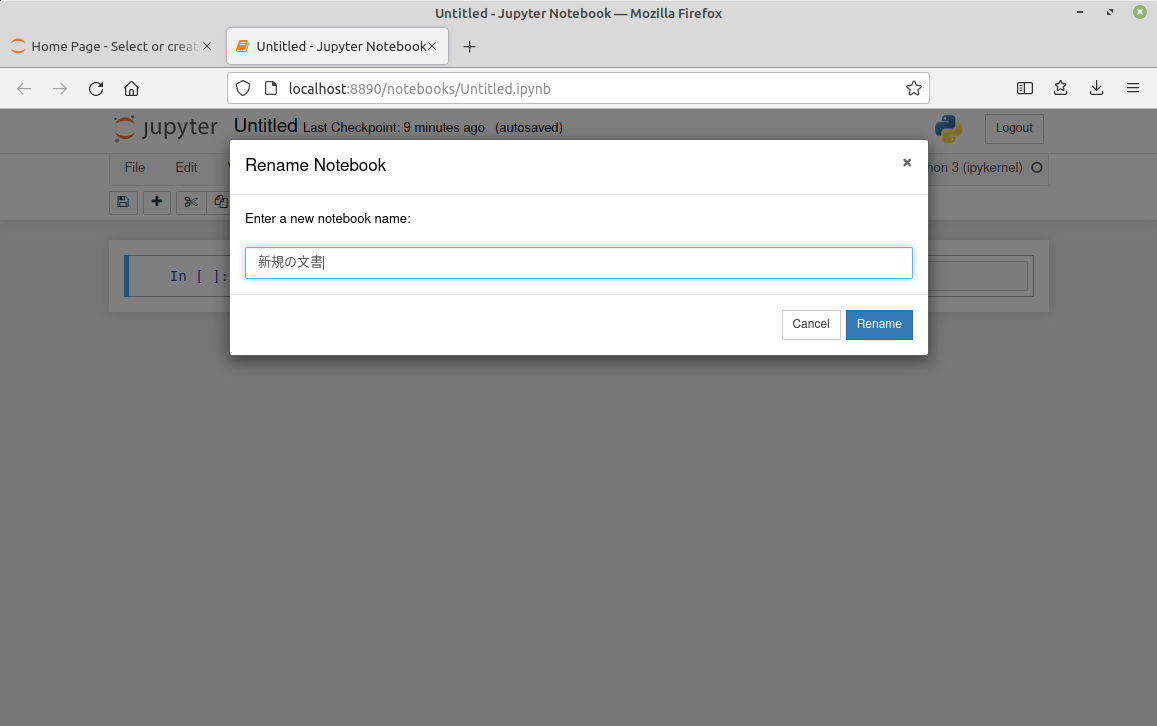 Untitled - Jupyter Notebook — Mozilla Firefox
Home Page - Select or creat
Untitled - Jupyter Notebook
localhost:8890/notebooks/Untitled.ipynb
jupyter Untitled Last Checkpoint: 9 minutes ago (autosaved) Logout
File Edit hon 3 (ipykernel)
Rename Notebook
Enter a new notebook name:
新規の文書
In [ ]:
Cancel Rename